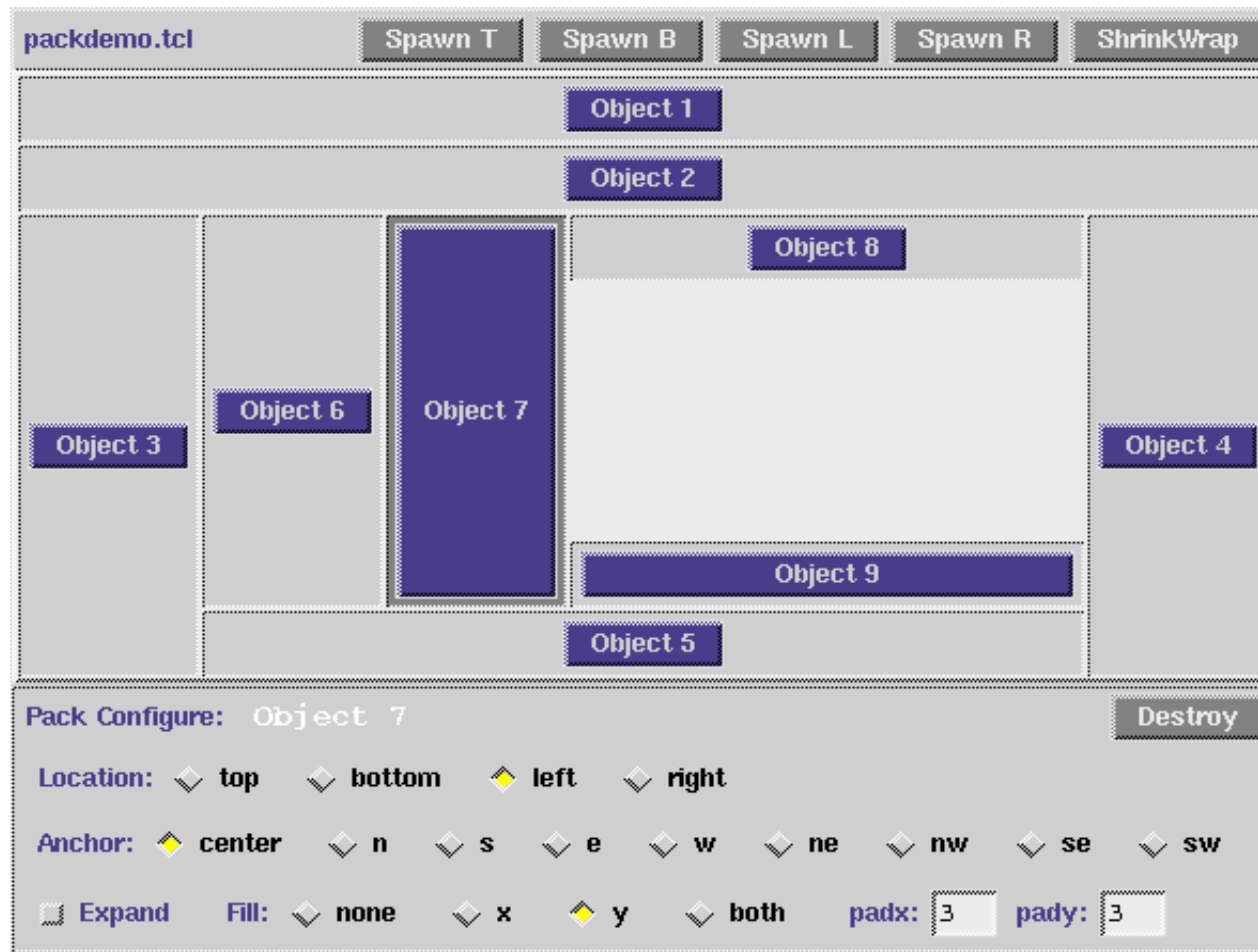 packdemo.tcl Spawn T Spawn B Spawn L Spawn R ShrinkWrap
Object 1
Object 2
Object 8
Object 6 Object 7
Object 3 Object 4
Object 9
Object 5
Pack Configure: Object 7 Destroy
Location: top bottom left right
Anchor: center n s e w ne nw se sw
Expand Fill: none x y both padx: 3 pady: 3